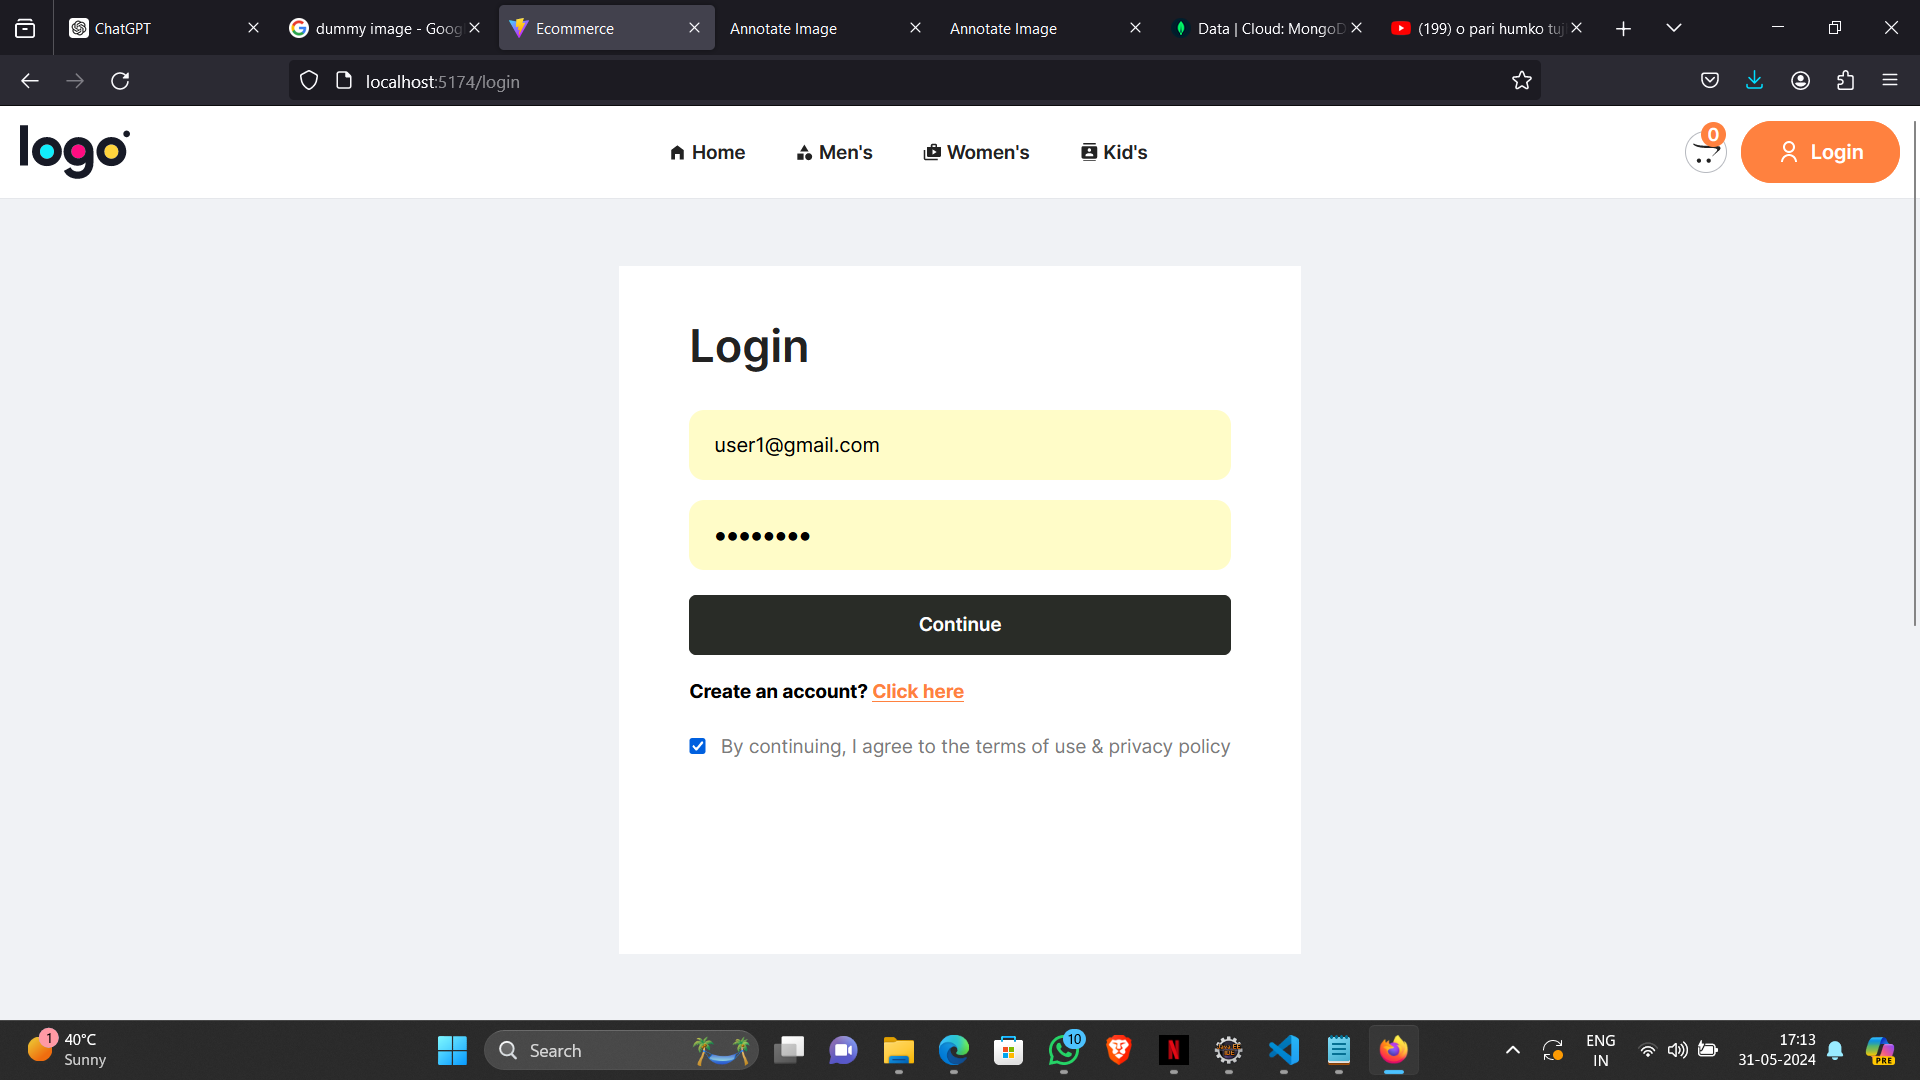 ChatGPT
dummy image - Goog
Ecommerce
Annotate Image
Annotate Image
Data | Cloud: MongoD
(199) o pari humko tuj
localhost:5174/login
logo
Home
Men's
Women's
Kid's
0
Login
Login
user1@gmail.com
••••••••
Continue
Create an account? Click here
By continuing, I agree to the terms of use & privacy policy
1
40°C
Sunny
Search
10
N
PRE
ENG
IN
17:13
31-05-2024